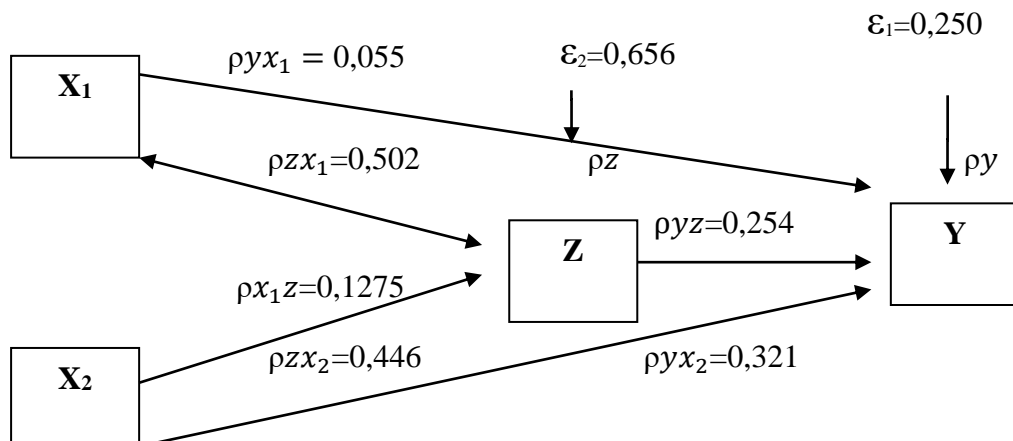 ε₁=0,250
ρyx₁ = 0,055
ε₂=0,656
X₁
ρzx₁=0,502
ρz
ρy
ρyz=0,254
Z
Y
ρx₁z=0,1275
ρzx₂=0,446
ρyx₂=0,321
X₂